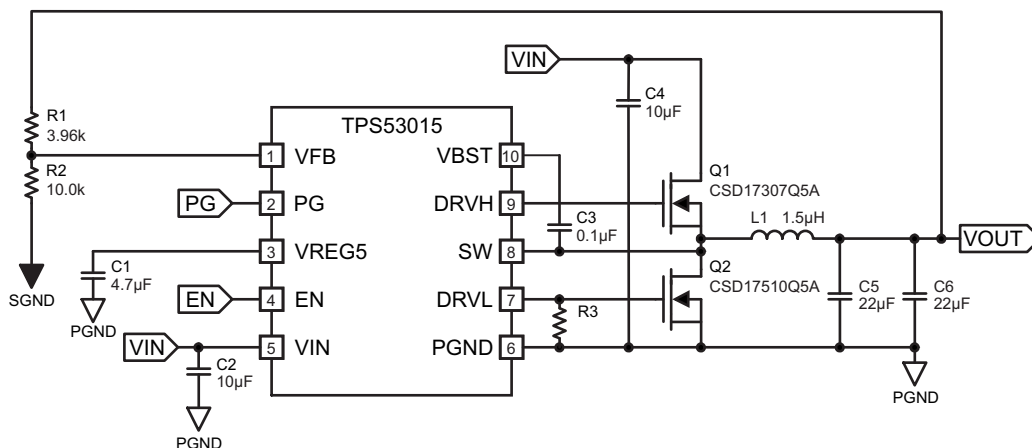 VIN
C4
10µF
R1
3.96k
TPS53015
R2
10.0k
1 VFB
VBST 10
Q1
CSD17307Q5A
PG
2 PG
DRVH 9
C3
0.1µF
L1 1.5µH
3 VREG5
SW 8
VOUT
C1
4.7µF
Q2
CSD17510Q5A
SGND
EN
4 EN
DRVL 7
R3
C5
22µF
C6
22µF
PGND
VIN
5 VIN
PGND 6
C2
10µF
PGND
PGND